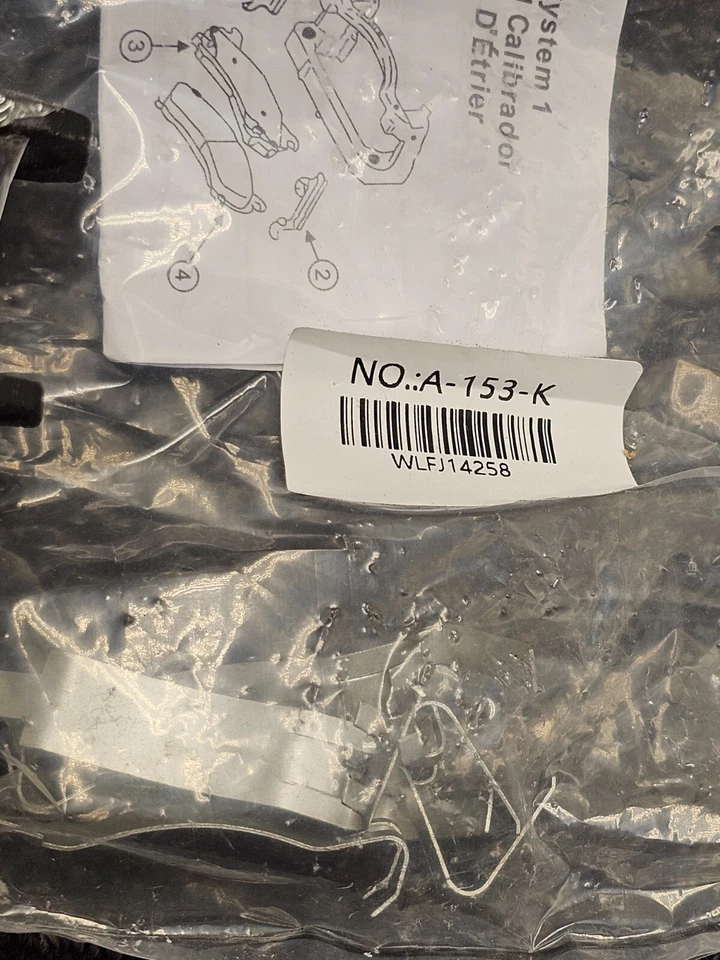 ystem 1
Calibrador
D'Étrier
3
4
2
NO.:A-153-K
WLFJ14258